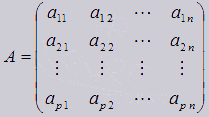 a₁₁ a₁₂ ⋯ a₁ₙ
a₂₁ a₂₂ ⋯ a₂ₙ
A = ⋮ ⋮ ⋮ ⋮
aₚ₁ aₚ₂ ⋯ aₚₙ